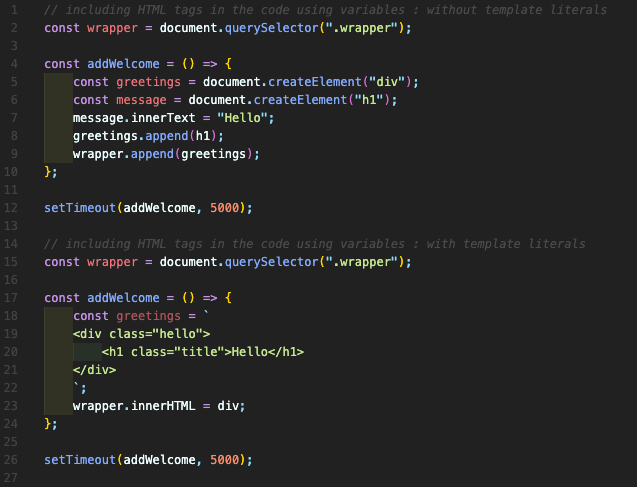 1 // including HTML tags in the code using variables : without template literals
2 const wrapper = document.querySelector(".wrapper");
3
4 const addWelcome = () => {
5     const greetings = document.createElement("div");
6     const message = document.createElement("h1");
7     message.innerText = "Hello";
8     greetings.append(h1);
9     wrapper.append(greetings);
10 };
11
12 setTimeout(addWelcome, 5000);
13
14 // including HTML tags in the code using variables : with template literals
15 const wrapper = document.querySelector(".wrapper");
16
17 const addWelcome = () => {
18     const greetings = `
19     <div class="hello">
20         <h1 class="title">Hello</h1>
21     </div>
22     `;
23     wrapper.innerHTML = div;
24 };
25
26 setTimeout(addWelcome, 5000);
27